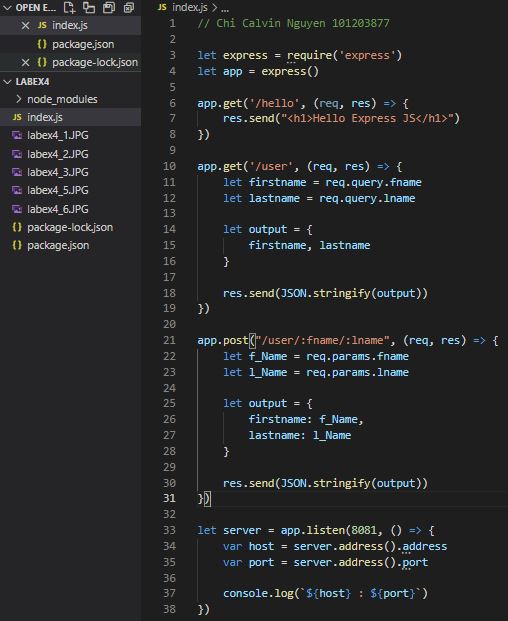 OPEN E...
JS index.js
{} package.json
{} package-lock.json
LABEX4
node_modules
JS index.js
labex4_1.JPG
labex4_2.JPG
labex4_3.JPG
labex4_5.JPG
labex4_6.JPG
{} package-lock.json
{} package.json
JS index.js > ...
1 // Chi Calvin Nguyen 101203877
2
3 let express = require('express')
4 let app = express()
5
6 app.get('/hello', (req, res) => {
7     res.send("<h1>Hello Express JS</h1>")
8 })
9
10 app.get('/user', (req, res) => {
11     let firstname = req.query.fname
12     let lastname = req.query.lname
13
14     let output = {
15         firstname, lastname
16     }
17
18     res.send(JSON.stringify(output))
19 })
20
21 app.post("/user/:fname/:lname", (req, res) => {
22     let f_Name = req.params.fname
23     let l_Name = req.params.lname
24
25     let output = {
26         firstname: f_Name,
27         lastname: l_Name
28     }
29
30     res.send(JSON.stringify(output))
31 })
32
33 let server = app.listen(8081, () => {
34     var host = server.address().address
35     var port = server.address().port
36
37     console.log(`${host} : ${port}`)
38 })